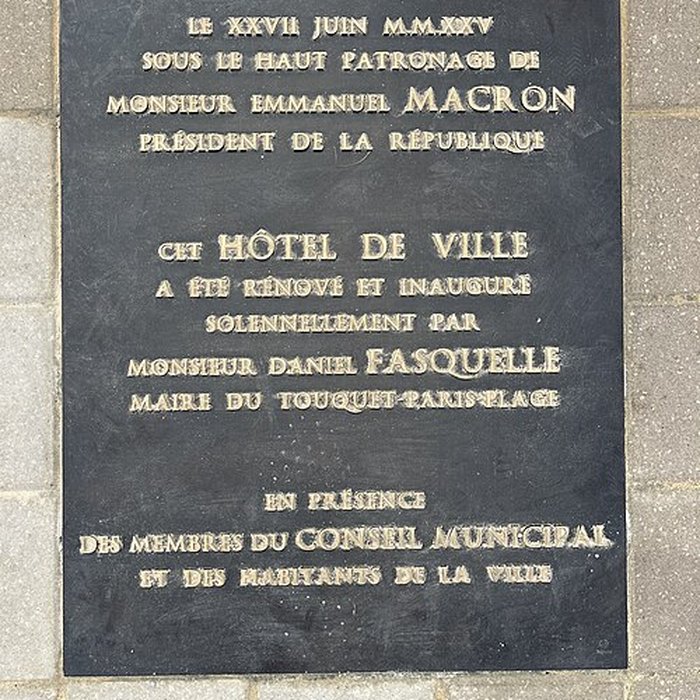 LE XXVII JUIN M.M.XXV
SOUS LE HAUT PATRONAGE DE
MONSIEUR EMMANUEL MACRON
PRÉSIDENT DE LA RÉPUBLIQUE
CET HÔTEL DE VILLE
A ÉTÉ RÉNOVÉ ET INAUGURÉ
SOLENNELLEMENT PAR
MONSIEUR DANIEL FASQUELLE
MAIRE DU TOUQUET-PARIS-PLAGE
EN PRÉSENCE
DES MEMBRES DU CONSEIL MUNICIPAL
ET DES HABITANTS DE LA VILLE